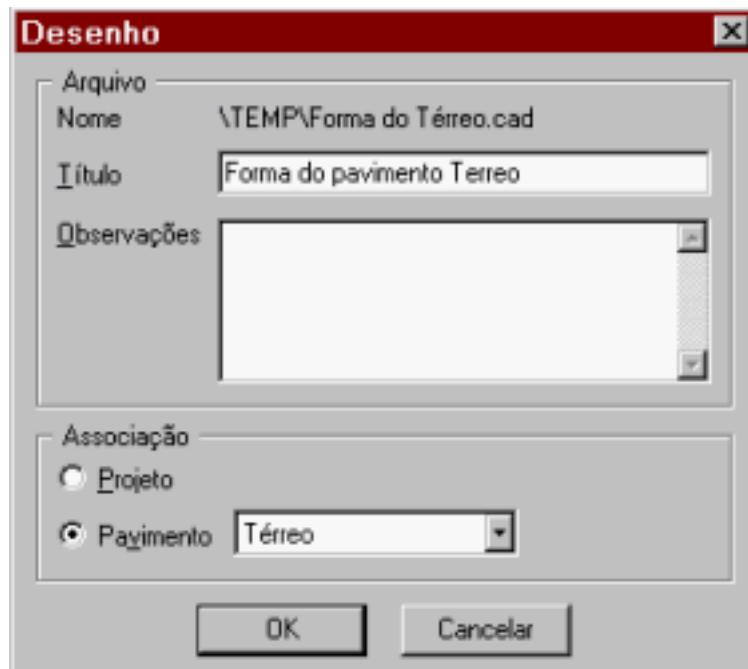 Desenho
Arquivo
Nome \TEMP\Forma do Térreo.cad
Título Forma do pavimento Terreo
Observações
Associação
Projeto
Pavimento Térreo
OK Cancelar